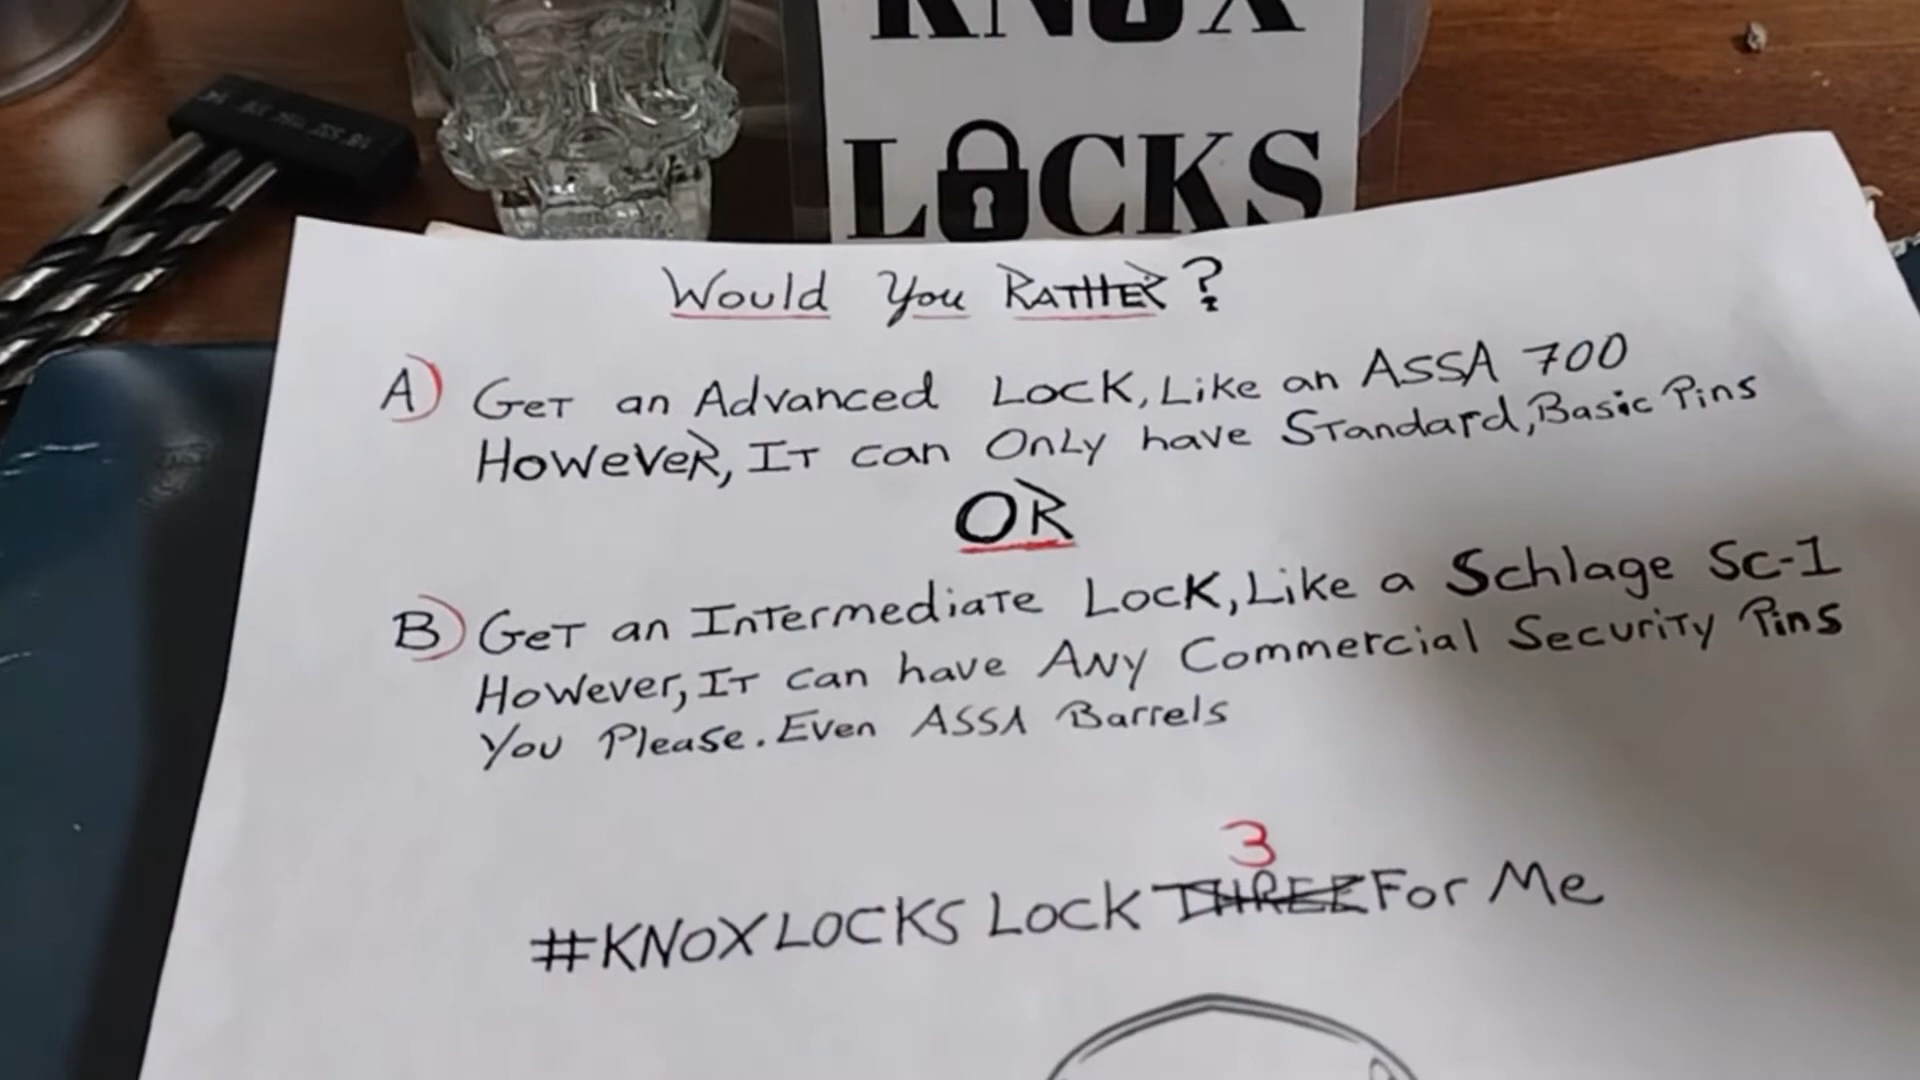 KNOX
LOCKS
Would You RATHER?
A) GeT an Advanced LocK, Like an ASSA 700
HoweveR, IT can Only have STandard, Basic Pins
OR
B) GeT an InTermediaTe LocK, Like a Schlage Sc-1
However, IT can have ANy Commercial SecuriTy Pins
You Please. Even ASSA Barrels
3
#KNOXLOCKS Lock THREE For Me